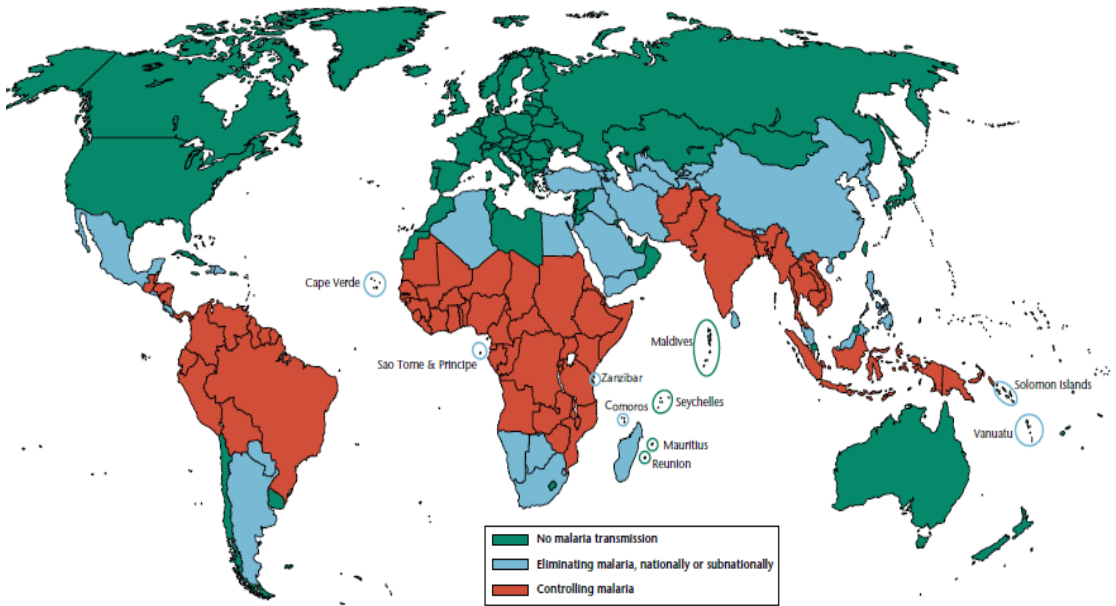 Cape Verde
Sao Tome & Principe
Maldives
Zanzibar
Seychelles
Comoros
Mauritius
Reunion
Solomon Islands
Vanuatu
No malaria transmission
Eliminating malaria, nationally or subnationally
Controlling malaria